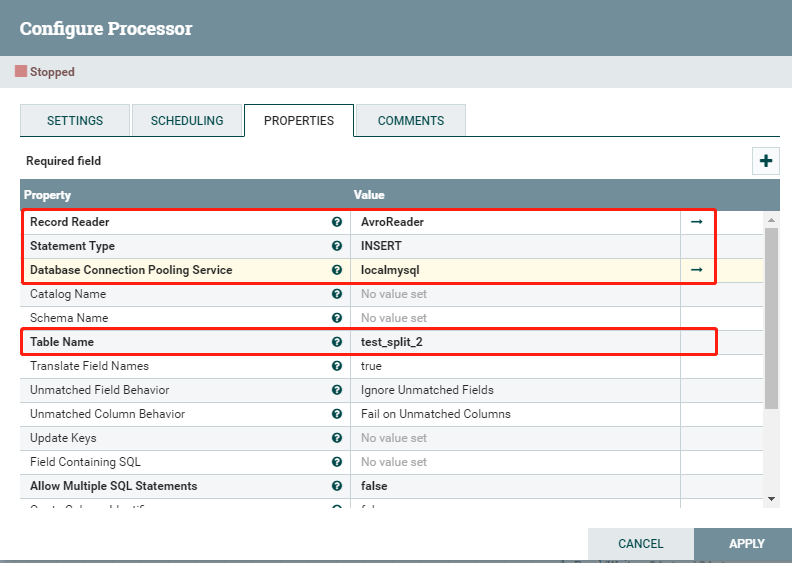 Configure Processor
Stopped
SETTINGS SCHEDULING PROPERTIES COMMENTS
Required field
Property Value
Record Reader AvroReader
Statement Type INSERT
Database Connection Pooling Service localmysql
Catalog Name No value set
Schema Name No value set
Table Name test_split_2
Translate Field Names true
Unmatched Field Behavior Ignore Unmatched Fields
Unmatched Column Behavior Fail on Unmatched Columns
Update Keys No value set
Field Containing SQL No value set
Allow Multiple SQL Statements false
CANCEL APPLY